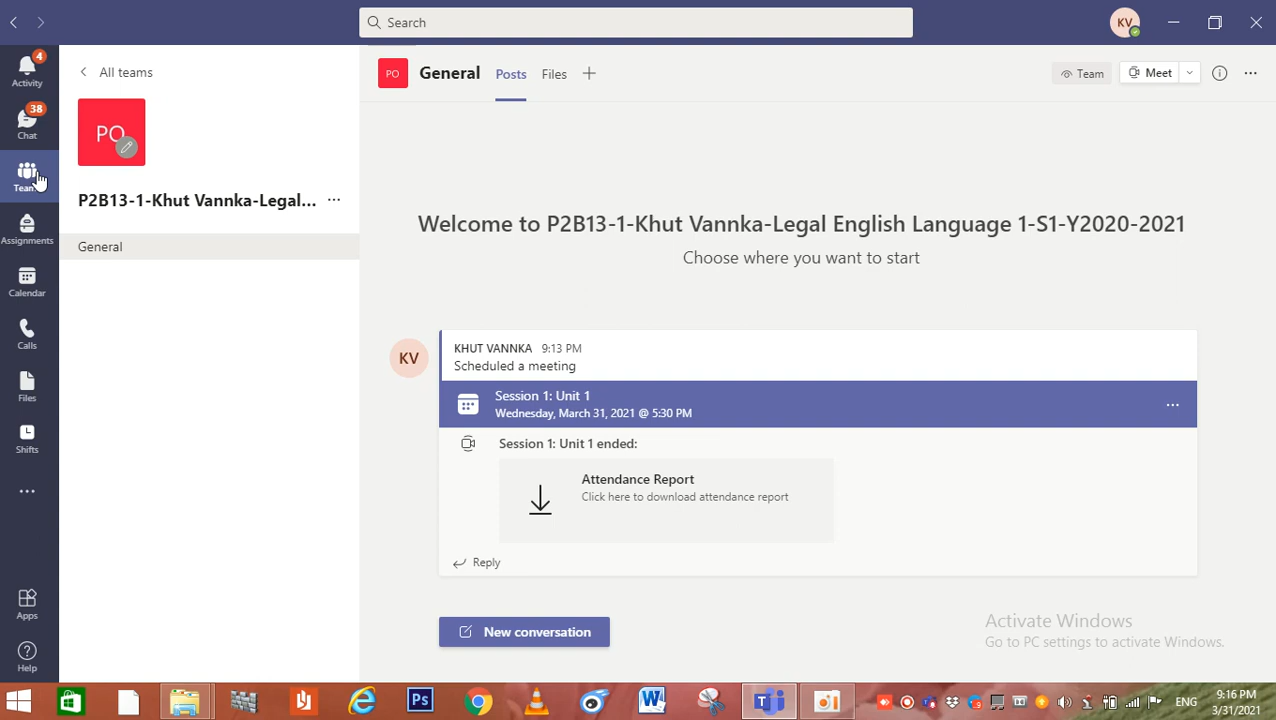 Search
KV
4
Activity
38
Chat
Assignments
Calendar
Calls
Files
Shifts
Apps
Help
All teams
PO
P2B13-1-Khut Vannka-Legal...
General
PO
General
Posts
Files
Team
Meet
Welcome to P2B13-1-Khut Vannka-Legal English Language 1-S1-Y2020-2021
Choose where you want to start
KV
KHUT VANNKA 9:13 PM
Scheduled a meeting
Session 1: Unit 1
Wednesday, March 31, 2021 @ 5:30 PM
Session 1: Unit 1 ended:
Attendance Report
Click here to download attendance report
Reply
New conversation
Activate Windows
Go to PC settings to activate Windows.
Ps
ENG
9:16 PM
3/31/2021